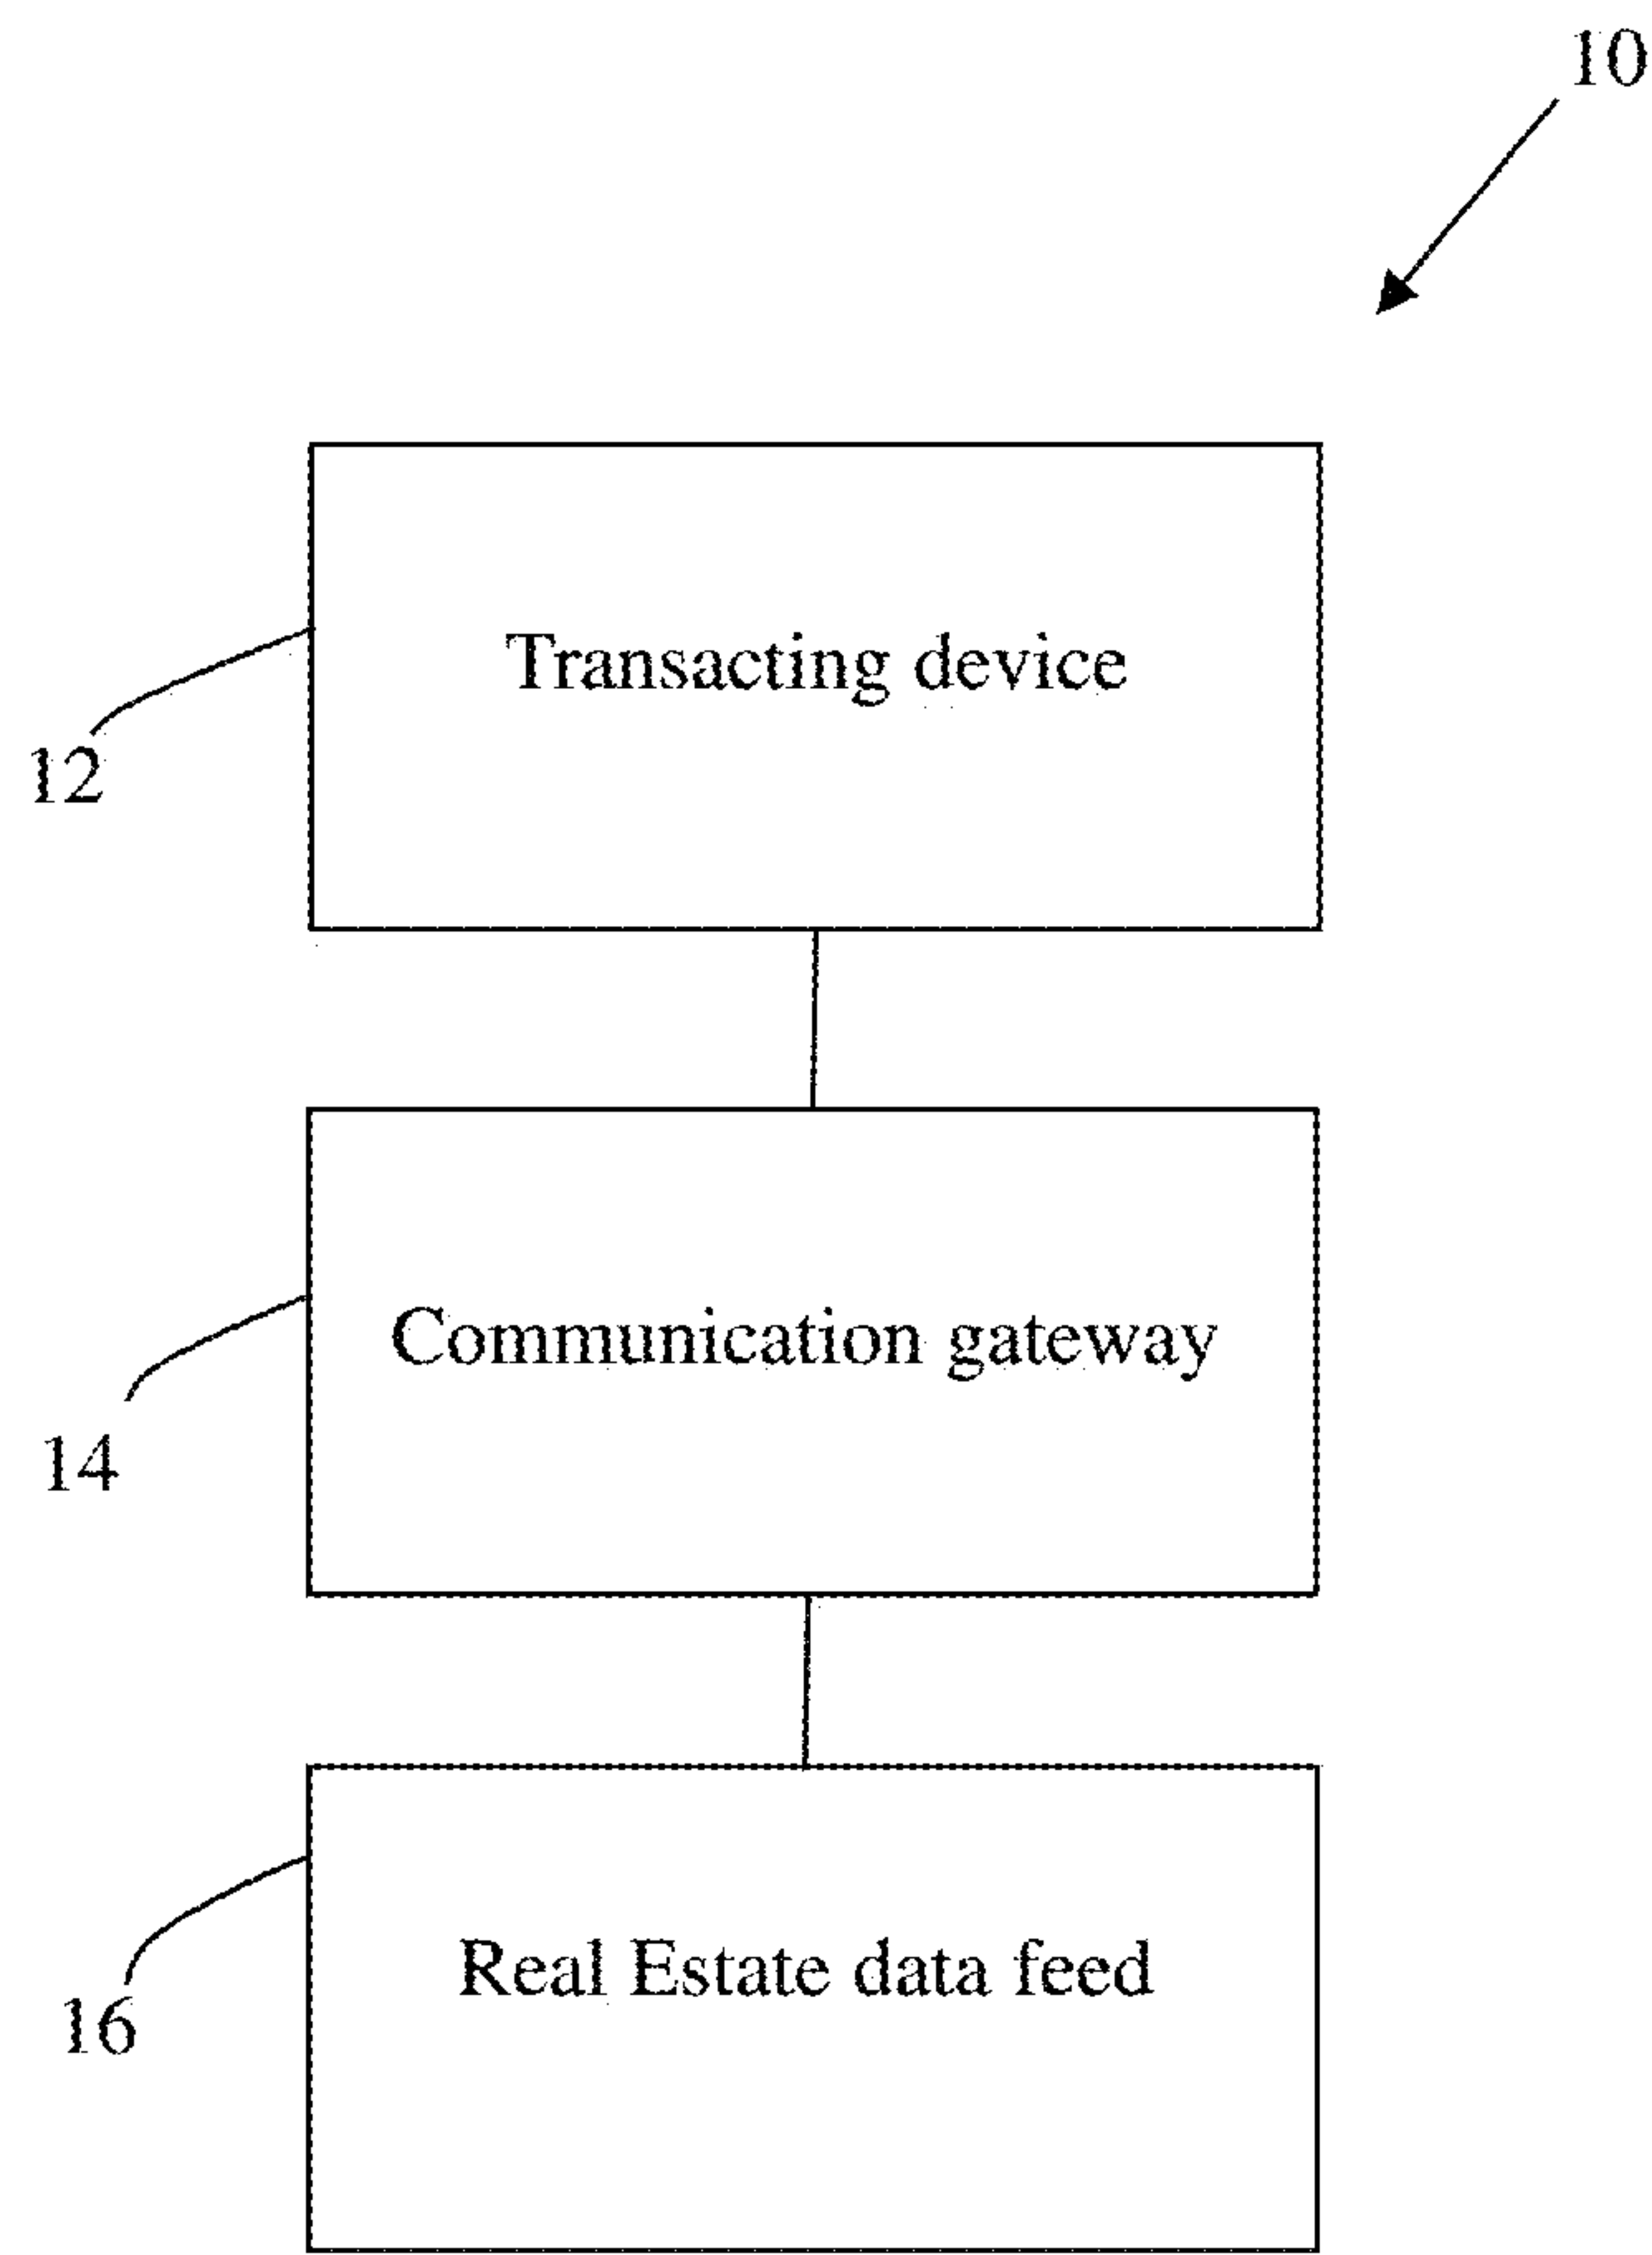 10
Transacting device
12
Communication gateway
14
Real Estate data feed
16